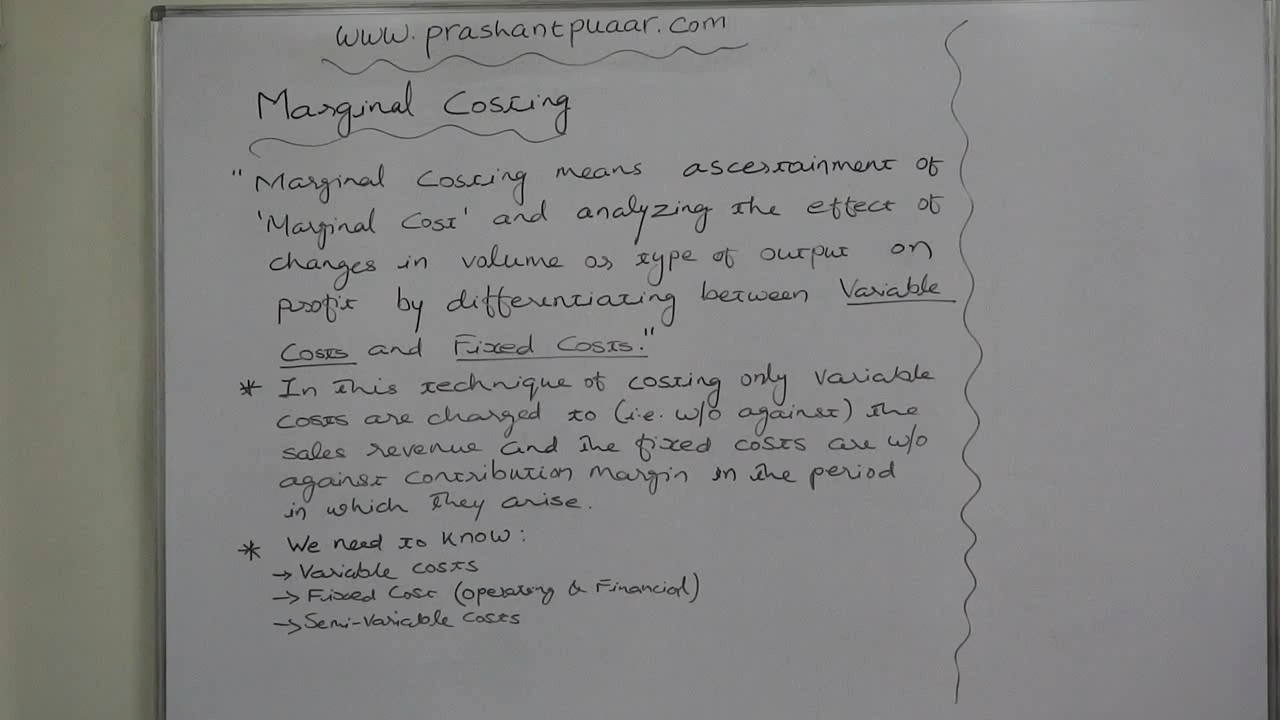 www.prashantpuaar.com
Marginal Costing
"Marginal Costing means ascertainment of
'Marginal Cost' and analyzing the effect of
changes in volume or type of output on
profit by differentiating between Variable
Costs and Fixed Costs."
* In this technique of costing only variable
costs are charged to (i.e. w/o against) the
sales revenue and the fixed costs are w/o
against contribution margin in the period
in which they arise.
* We need to know:
→ Variable costs
→ Fixed Cost (operating & Financial)
→ Semi-Variable Costs